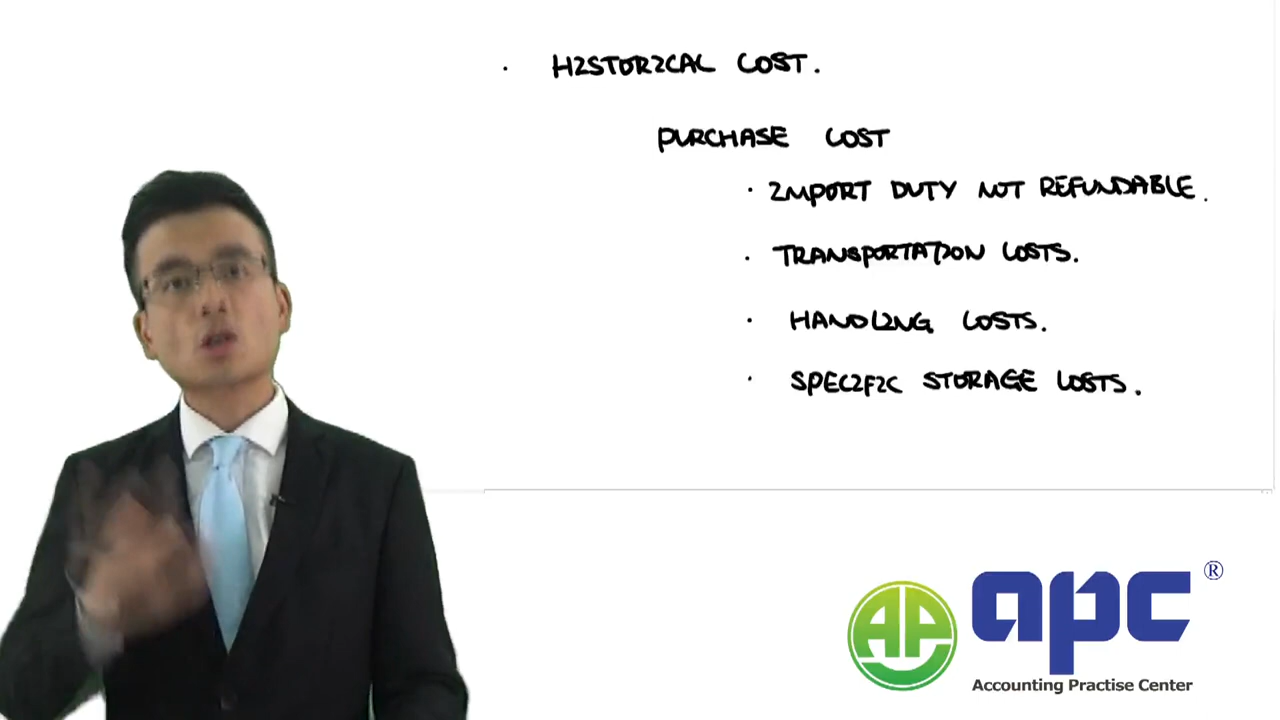 · HISTORICAL COST.
PURCHASE COST
· IMPORT DUTY NOT REFUNDABLE.
· TRANSPORTATION COSTS.
· HANDLING COSTS.
· SPECIFIC STORAGE COSTS.
AP
apc®
Accounting Practise Center